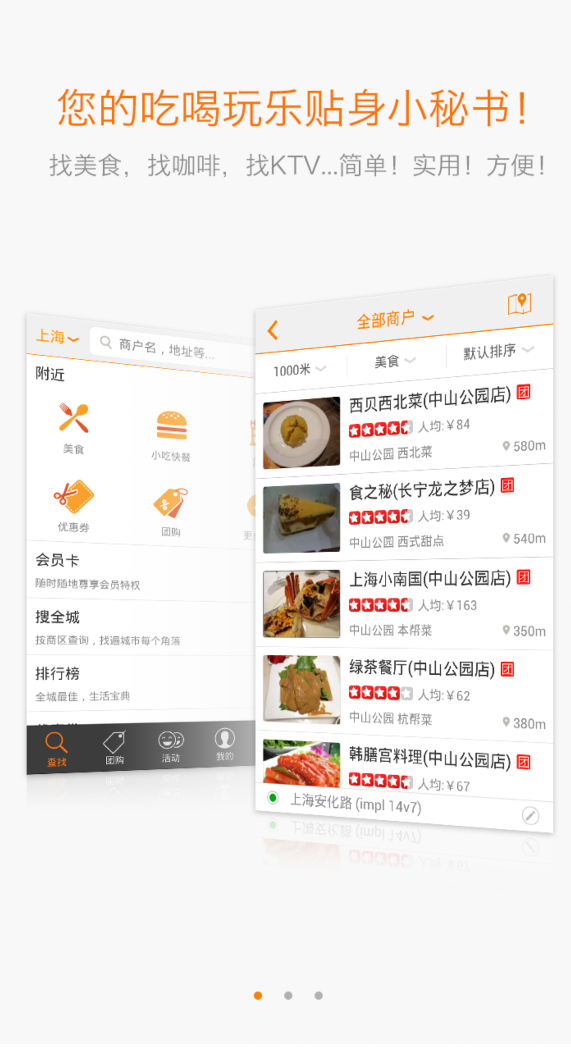 您的吃喝玩乐贴身小秘书！
找美食，找咖啡，找KTV...简单！实用！方便！
上海
商户名，地址等...
附近
美食
小吃快餐
优惠券
团购
更
会员卡
随时随地尊享会员特权
搜全城
按商区查询，找遍城市每个角落
排行榜
全城最佳，生活宝典
查找
团购
活动
我的
全部商户
1000米
美食
默认排序
西贝西北菜(中山公园店) 团
人均:￥84
中山公园 西北菜
580m
食之秘(长宁龙之梦店) 团
人均:￥39
中山公园 西式甜点
540m
上海小南国(中山公园店) 团
人均:￥163
中山公园 本帮菜
350m
绿茶餐厅(中山公园店) 团
人均:￥62
中山公园 杭帮菜
380m
韩膳宫料理(中山公园店) 团
人均:￥67
上海安化路 (impl 14v7)